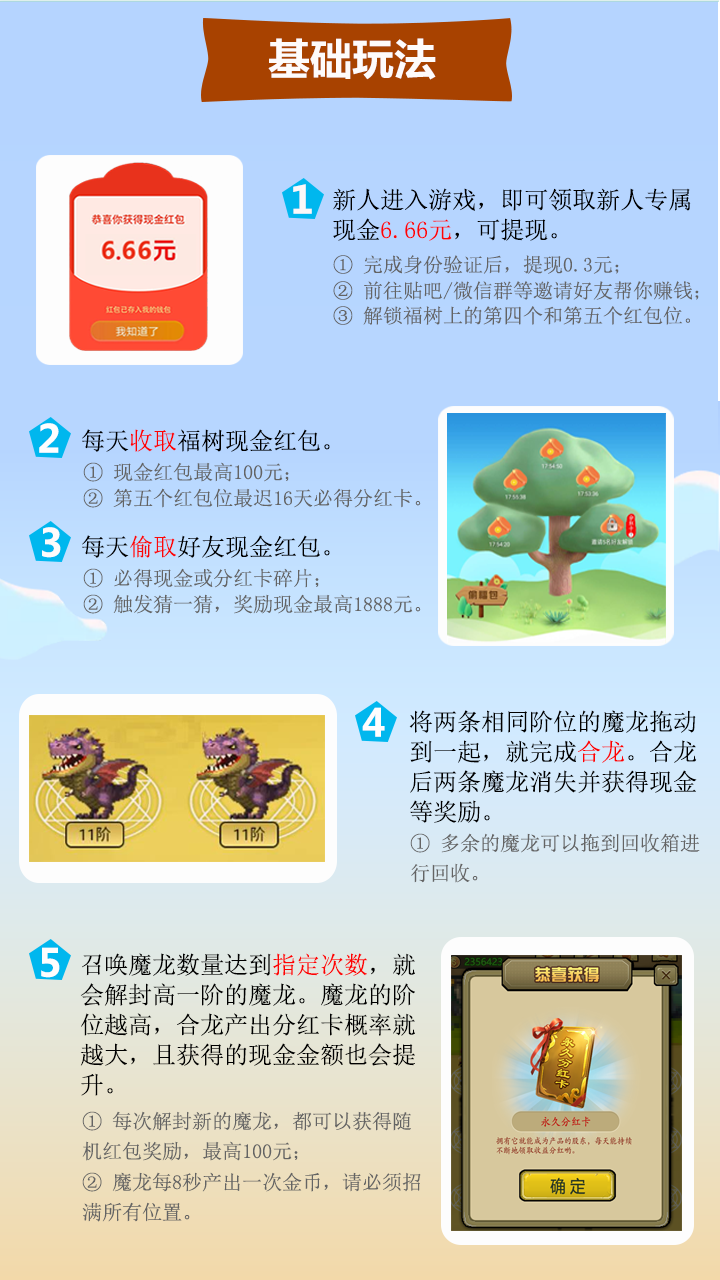 基础玩法
恭喜你获得现金红包
6.66元
红包已存入我的钱包
我知道了
1
新人进入游戏，即可领取新人专属
现金6.66元，可提现。
① 完成身份验证后，提现0.3元；
② 前往贴吧/微信群等邀请好友帮你赚钱；
③ 解锁福树上的第四个和第五个红包位。
2
每天收取福树现金红包。
① 现金红包最高100元；
② 第五个红包位最迟16天必得分红卡。
3
每天偷取好友现金红包。
① 必得现金或分红卡碎片；
② 触发猜一猜，奖励现金最高1888元。
17:54:50
17:55:38
17:53:36
17:54:20
邀请5名好友解锁
偷福包
11阶
11阶
4
将两条相同阶位的魔龙拖动
到一起，就完成合龙。合龙
后两条魔龙消失并获得现金
等奖励。
① 多余的魔龙可以拖到回收箱进
行回收。
5
召唤魔龙数量达到指定次数，就
会解封高一阶的魔龙。魔龙的阶
位越高，合龙产出分红卡概率就
越大，且获得的现金金额也会提
升。
① 每次解封新的魔龙，都可以获得随
机红包奖励，最高100元；
② 魔龙每8秒产出一次金币，请必须招
满所有位置。
2356423
恭喜获得
永久分红卡
永久分红卡
拥有它就能成为产品的股东，每天能持续
不断地领取收益分红哟。
确定